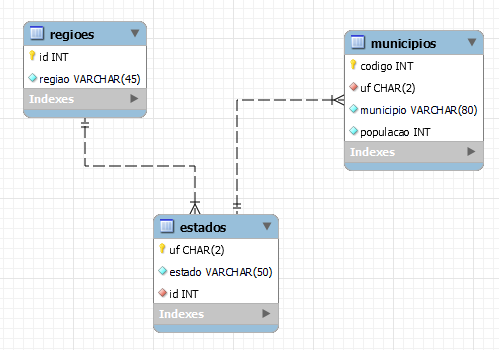 regioes
id INT
regiao VARCHAR(45)
Indexes
municipios
codigo INT
uf CHAR(2)
municipio VARCHAR(80)
populacao INT
Indexes
estados
uf CHAR(2)
estado VARCHAR(50)
id INT
Indexes